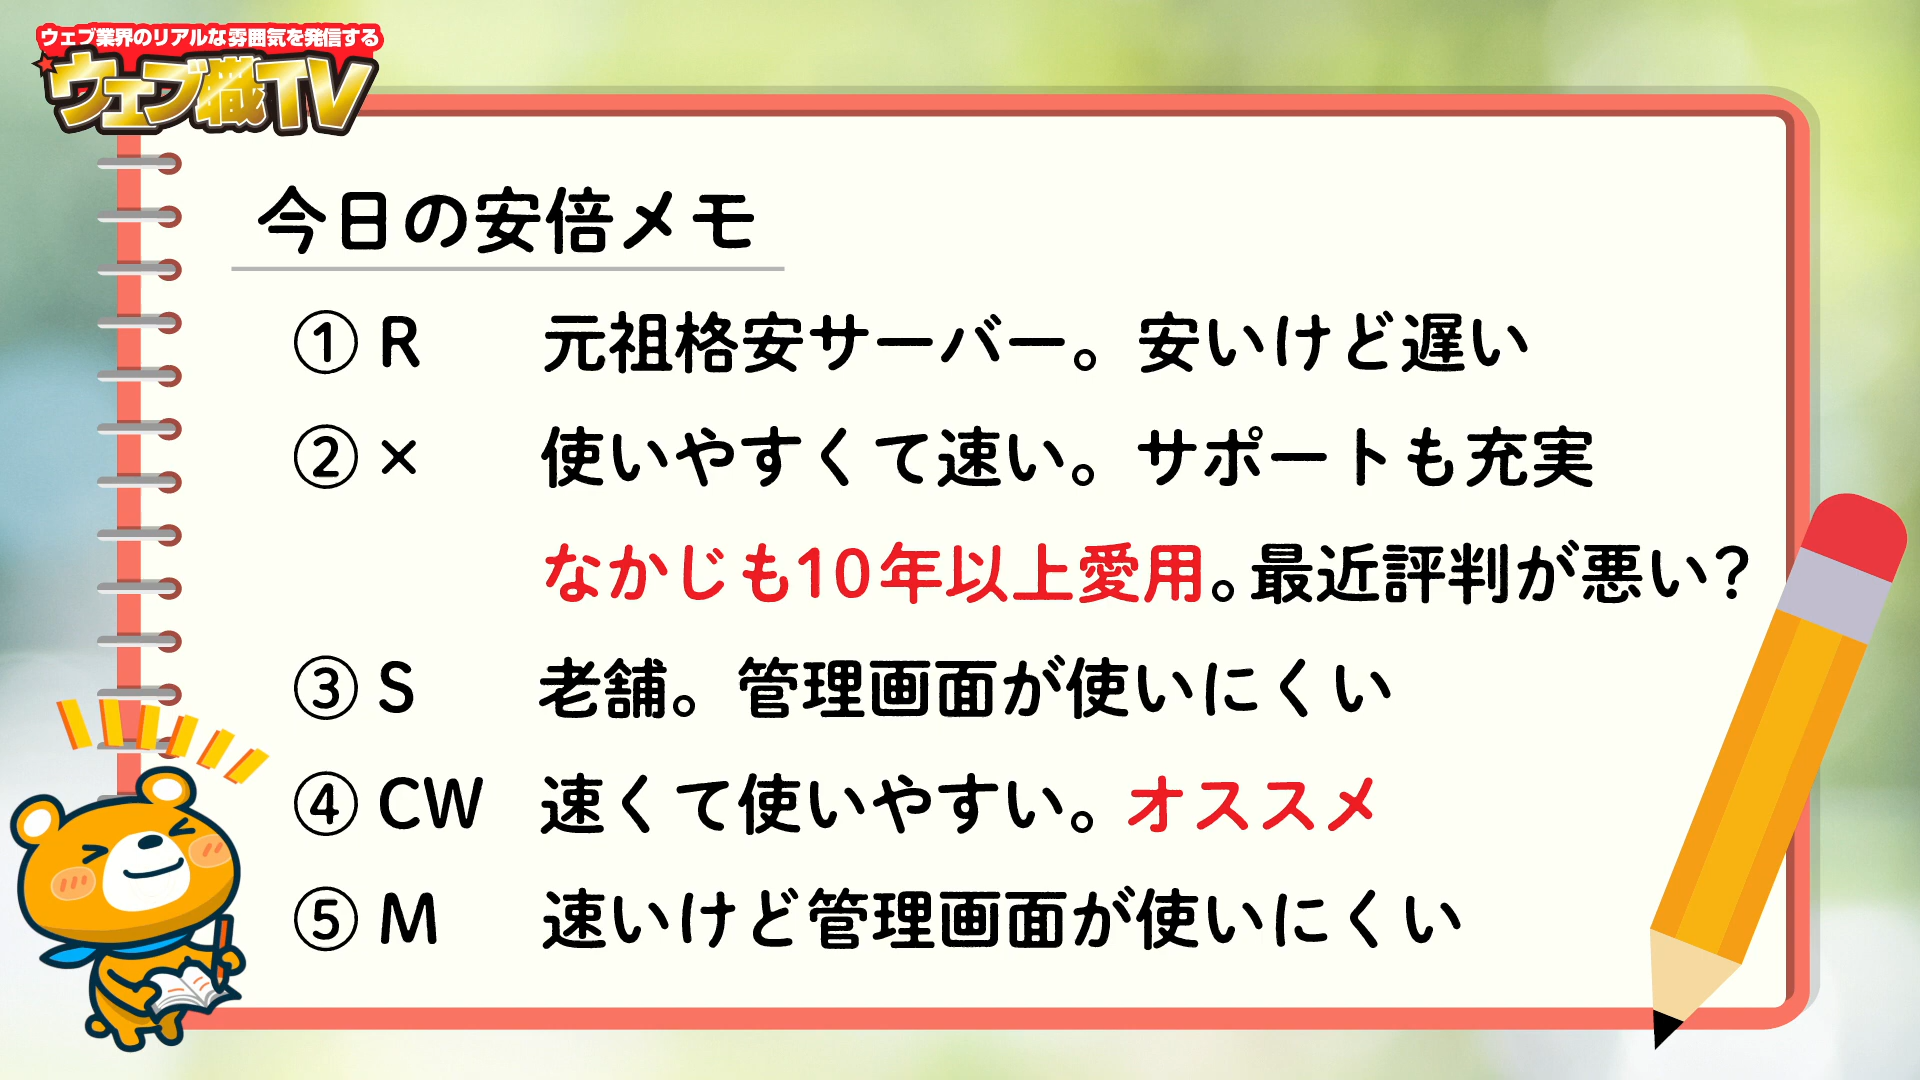 ウェブ業界のリアルな雰囲気を発信する
ウェブ職TV
今日の安倍メモ
① R 元祖格安サーバー。安いけど遅い
② × 使いやすくて速い。サポートも充実
なかじも10年以上愛用。最近評判が悪い?
③ S 老舗。管理画面が使いにくい
④ CW 速くて使いやすい。オススメ
⑤ M 速いけど管理画面が使いにくい